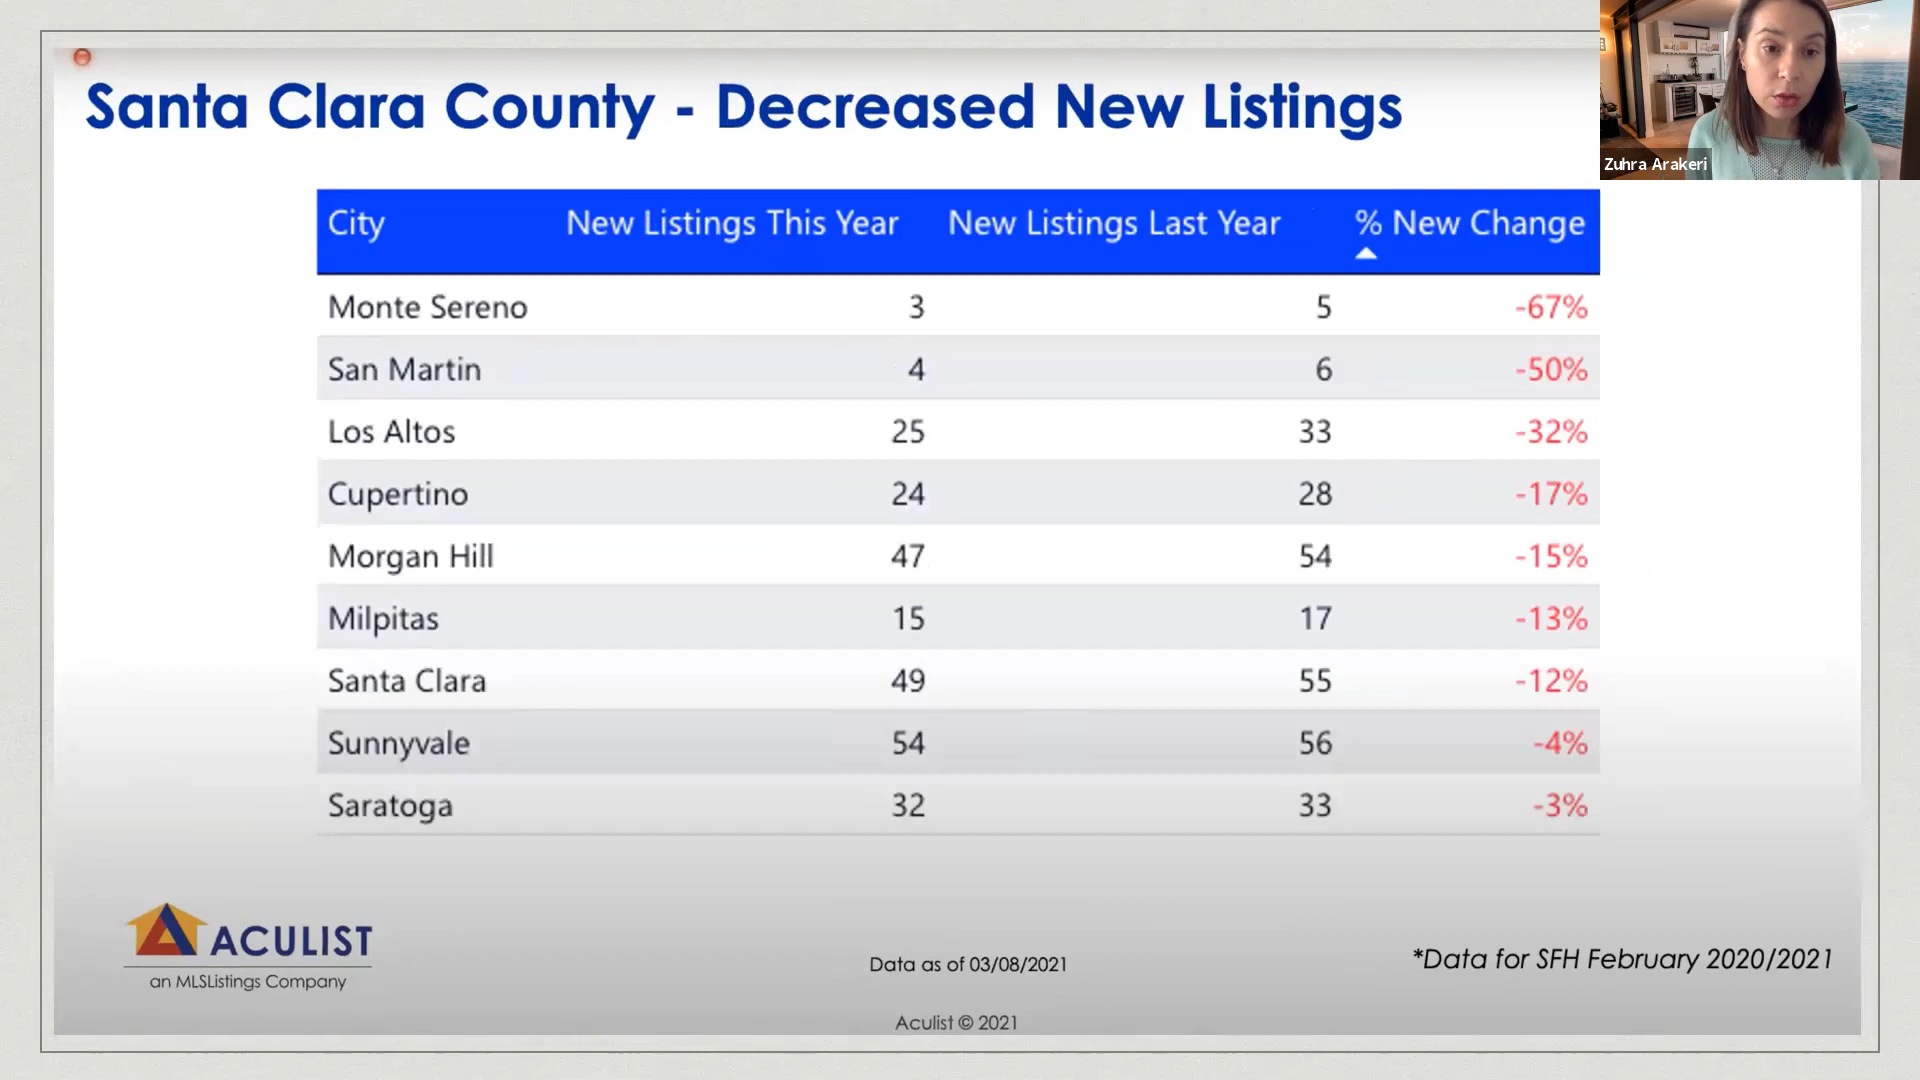 Santa Clara County - Decreased New Listings
Zuhra Arakeri
City New Listings This Year New Listings Last Year % New Change
Monte Sereno 3 5 -67%
San Martin 4 6 -50%
Los Altos 25 33 -32%
Cupertino 24 28 -17%
Morgan Hill 47 54 -15%
Milpitas 15 17 -13%
Santa Clara 49 55 -12%
Sunnyvale 54 56 -4%
Saratoga 32 33 -3%
ACULIST
an MLSListings Company
Data as of 03/08/2021
*Data for SFH February 2020/2021
Aculist © 2021